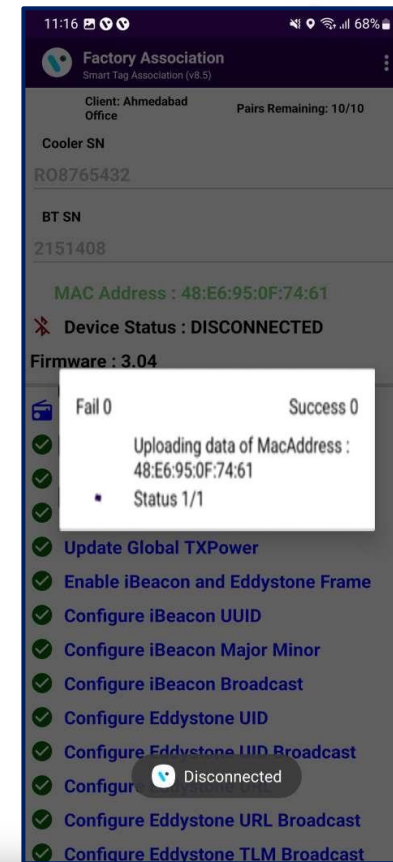 11:16 68%
Factory Association
Smart Tag Association (v8.5)
Client: Ahmedabad Office
Pairs Remaining: 10/10
Cooler SN
RO8765432
BT SN
2151408
MAC Address : 48:E6:95:0F:74:61
Device Status : DISCONNECTED
Firmware : 3.04
Fail 0 Success 0
Uploading data of MacAddress :
48:E6:95:0F:74:61
Status 1/1
Update Global TXPower
Enable iBeacon and Eddystone Frame
Configure iBeacon UUID
Configure iBeacon Major Minor
Configure iBeacon Broadcast
Configure Eddystone UID
Configure Eddystone UID Broadcast
Disconnected
Configure Eddystone URL Broadcast
Configure Eddystone TLM Broadcast